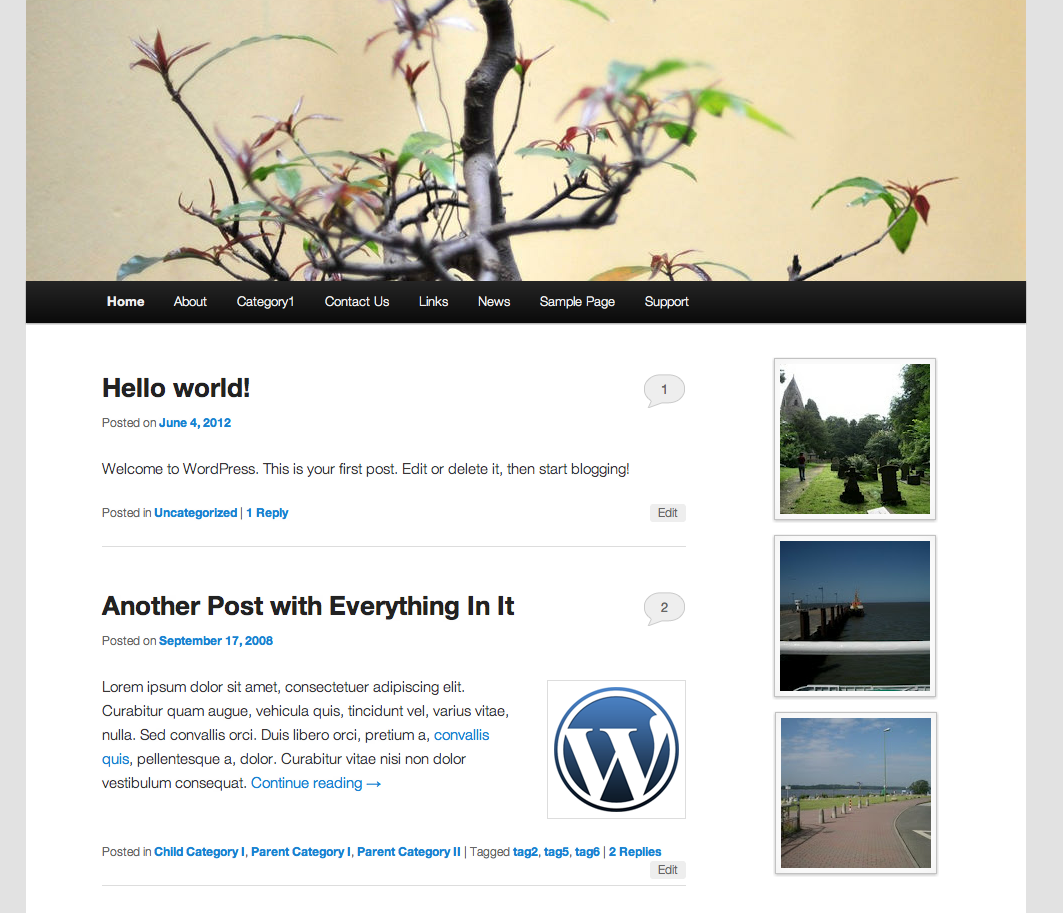 Home About Category1 Contact Us Links News Sample Page Support
Hello world!
1
Posted on June 4, 2012
Welcome to WordPress. This is your first post. Edit or delete it, then start blogging!
Posted in Uncategorized | 1 Reply
Edit
Another Post with Everything In It
2
Posted on September 17, 2008
Lorem ipsum dolor sit amet, consectetuer adipiscing elit.
Curabitur quam augue, vehicula quis, tincidunt vel, varius vitae,
nulla. Sed convallis orci. Duis libero orci, pretium a, convallis
quis, pellentesque a, dolor. Curabitur vitae nisi non dolor
vestibulum consequat. Continue reading →
W
Posted in Child Category I, Parent Category I, Parent Category II | Tagged tag2, tag5, tag6 | 2 Replies
Edit